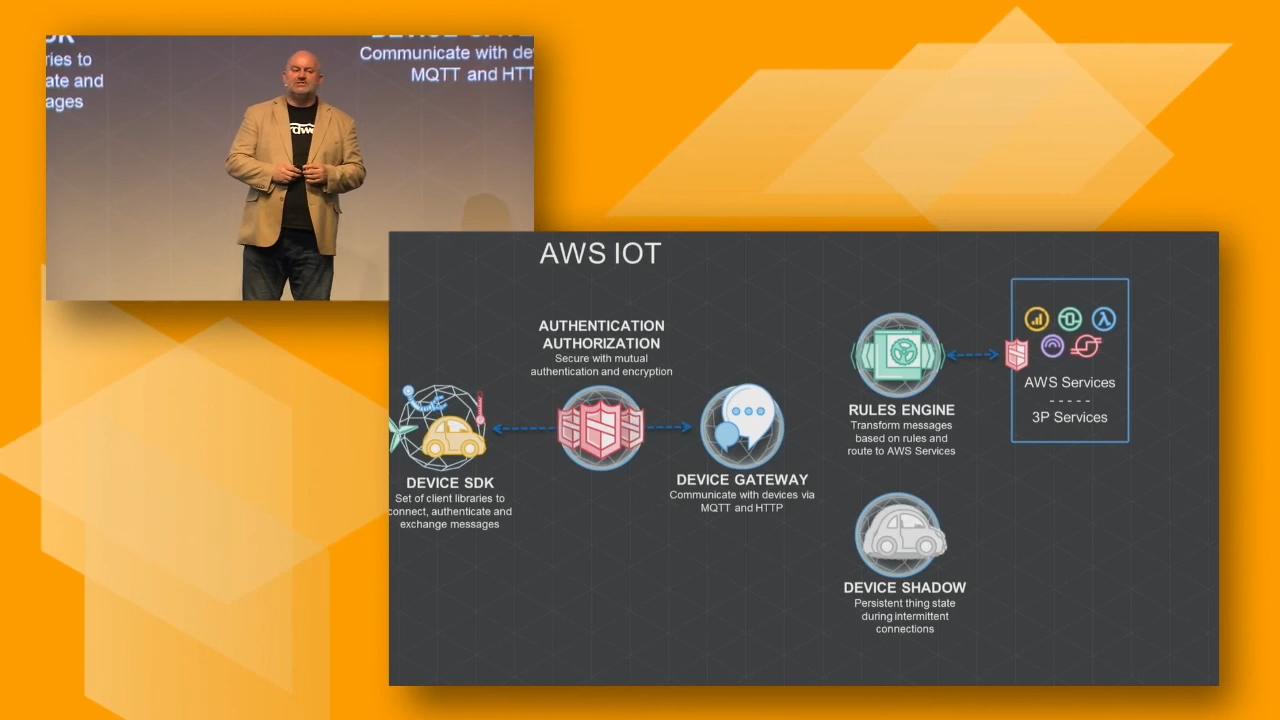 DK
ries to
ate and
ages
Communicate with de
MQTT and HTT
AWS IOT
AUTHENTICATION
AUTHORIZATION
Secure with mutual
authentication and encryption
DEVICE SDK
Set of client libraries to
connect, authenticate and
exchange messages
DEVICE GATEWAY
Communicate with devices via
MQTT and HTTP
RULES ENGINE
Transform messages
based on rules and
route to AWS Services
DEVICE SHADOW
Persistent thing state
during intermittent
connections
AWS Services
3P Services